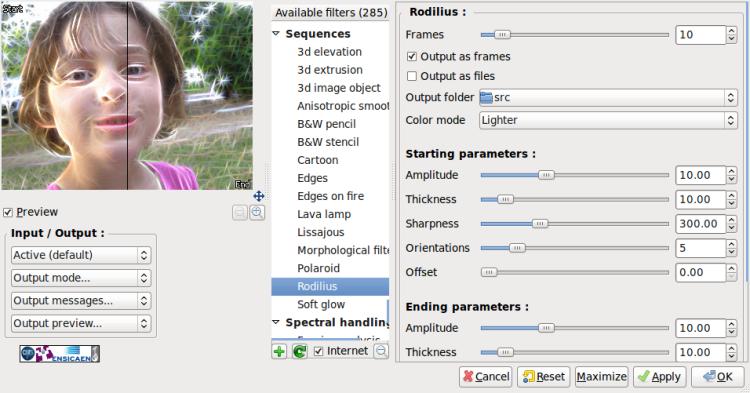 Start
End
Preview
Input / Output :
Active (default)
Output mode...
Output messages...
Output preview...
ENSICAEN
Available filters (285)
Sequences
3d elevation
3d extrusion
3d image object
Anisotropic smoot
B&W pencil
B&W stencil
Cartoon
Edges
Edges on fire
Lava lamp
Lissajous
Morphological filte
Polaroid
Rodilius
Soft glow
Spectral handling
Internet
Rodilius :
Frames 10
Output as frames
Output as files
Output folder src
Color mode Lighter
Starting parameters :
Amplitude 10.00
Thickness 10.00
Sharpness 300.00
Orientations 5
Offset 0.00
Ending parameters :
Amplitude 10.00
Thickness 10.00
Cancel Reset Maximize Apply OK